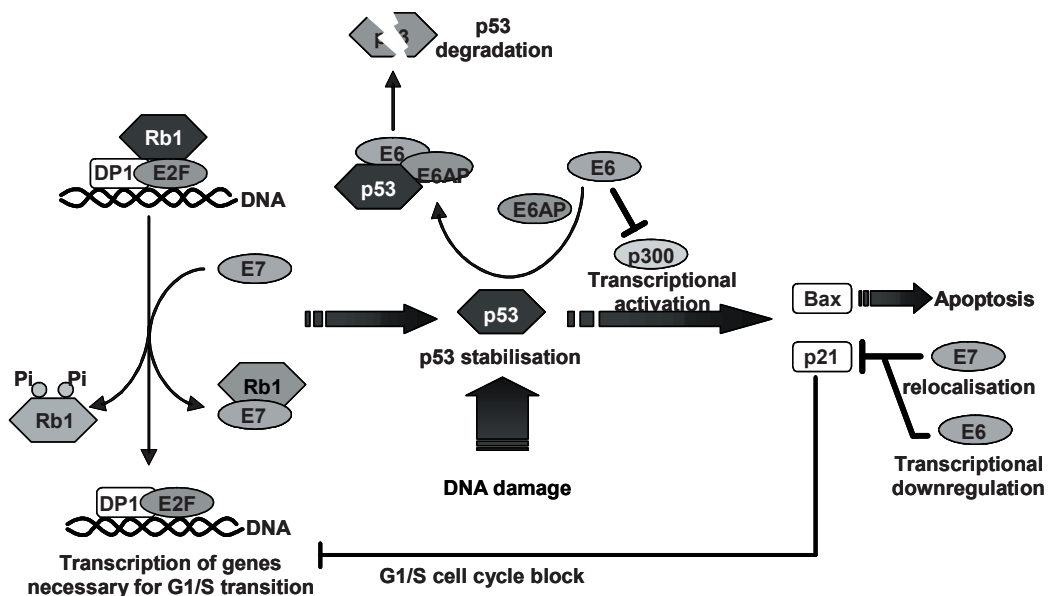 p53
p53
degradation
Rb1
DP1
E2F
DNA
E6
E6AP
p53
E6
E6AP
p300
Transcriptional
activation
E7
p53
p53 stabilisation
Bax
Apoptosis
p21
E7
relocalisation
E6
Transcriptional
downregulation
Pi
Pi
Rb1
Rb1
E7
DNA damage
DP1
E2F
DNA
Transcription of genes
necessary for G1/S transition
G1/S cell cycle block